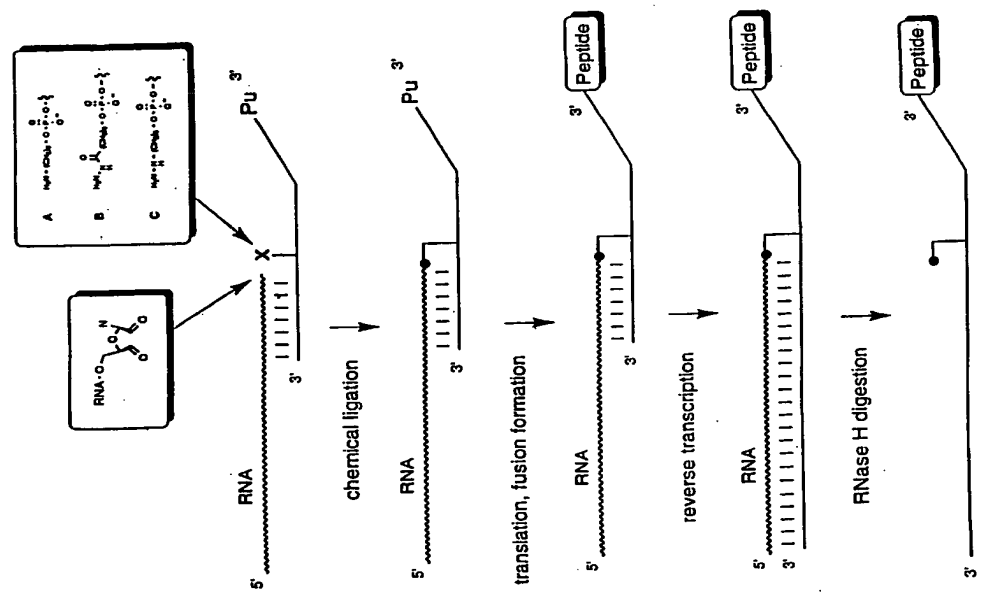 RNA-O
O
N
O
O
A
B
C
5'
RNA
X
Pu
3'
3'
chemical ligation
5'
RNA
Pu
3'
3'
translation, fusion formation
5'
RNA
Peptide
3'
3'
reverse transcription
5'
RNA
Peptide
3'
3'
RNase H digestion
Peptide
3'
3'